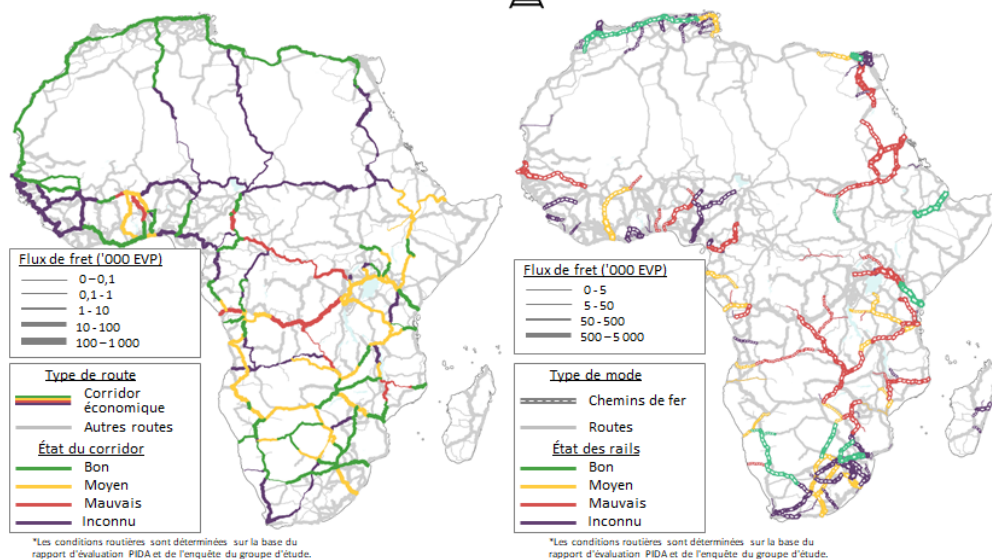 Flux de fret ('000 EVP)
0 – 0,1
0,1 - 1
1 - 10
10 - 100
100 – 1 000
Type de route
Corridor
économique
Autres routes
État du corridor
Bon
Moyen
Mauvais
Inconnu
*Les conditions routières sont déterminées sur la base du
rapport d'évaluation PIDA et de l'enquête du groupe d'étude.
Flux de fret ('000 EVP)
0 - 5
5 - 50
50 - 500
500 – 5 000
Type de mode
Chemins de fer
Routes
État des rails
Bon
Moyen
Mauvais
Inconnu
*Les conditions routières sont déterminées sur la base du
rapport d'évaluation PIDA et de l'enquête du groupe d'étude.